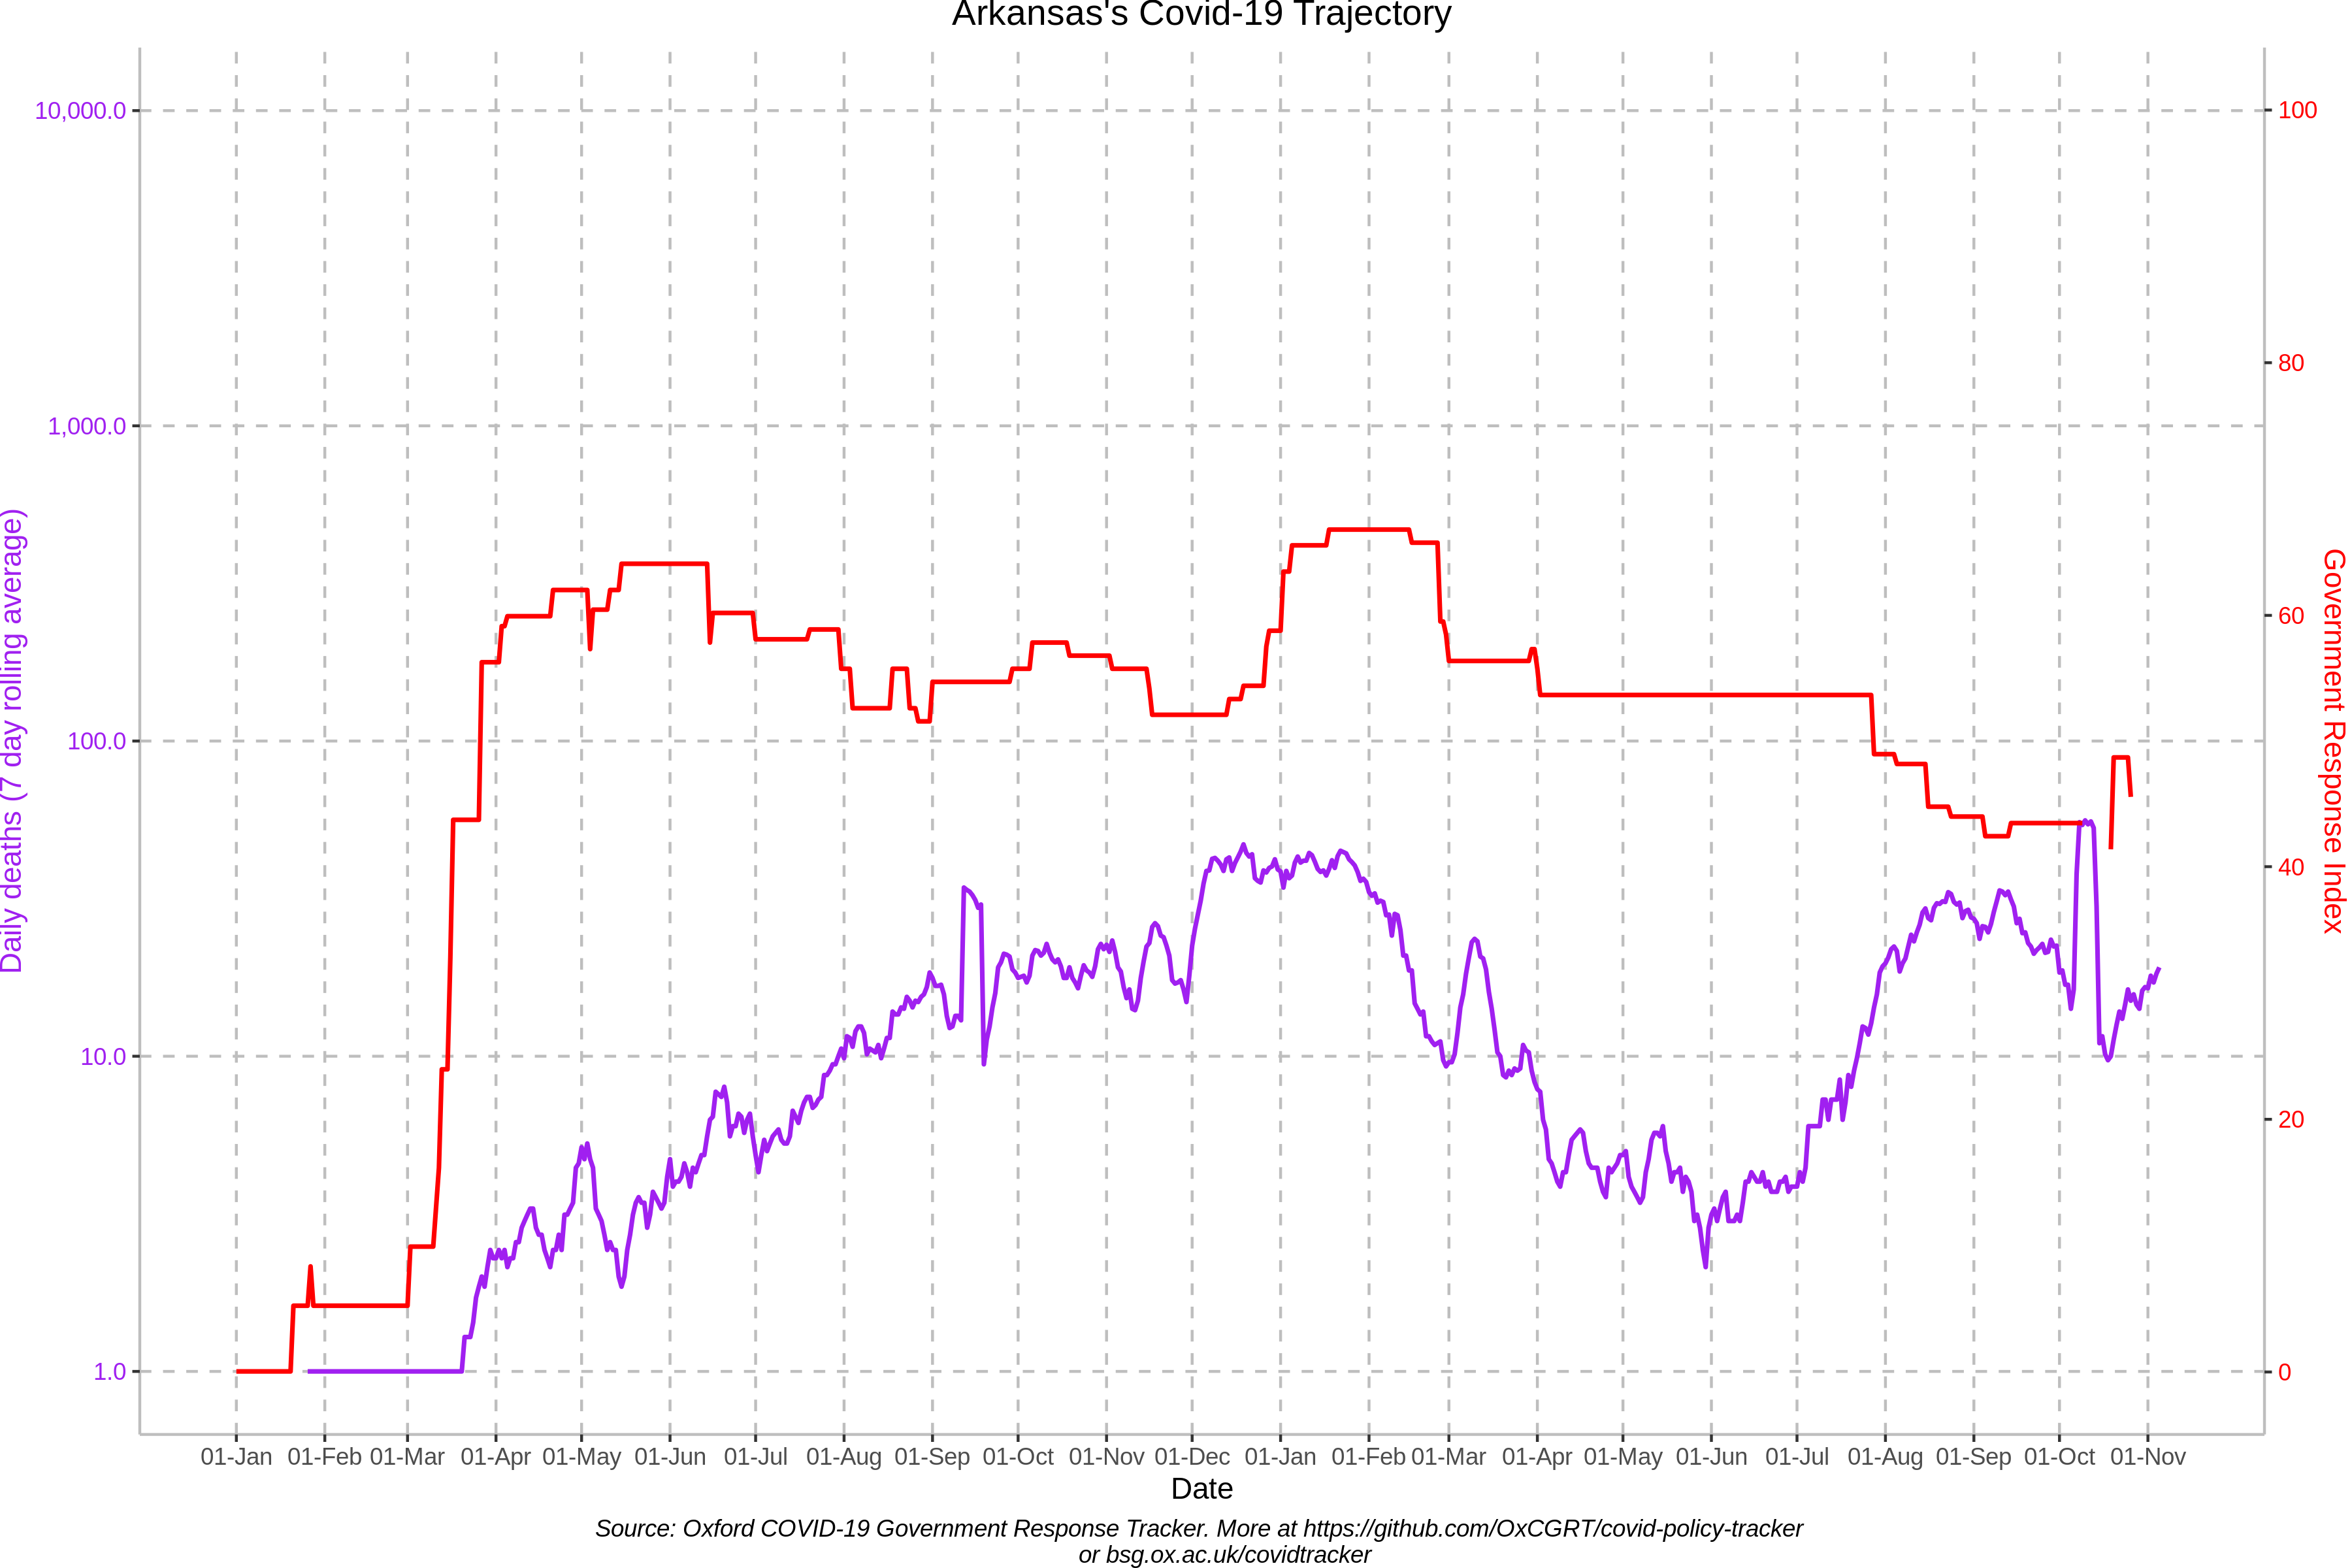 Arkansas's Covid-19 Trajectory
10,000.0
1,000.0
100.0
10.0
1.0
Daily deaths (7 day rolling average)
100
80
60
40
20
0
Government Response Index
01-Jan 01-Feb 01-Mar 01-Apr 01-May 01-Jun 01-Jul 01-Aug 01-Sep 01-Oct 01-Nov 01-Dec 01-Jan 01-Feb 01-Mar 01-Apr 01-May 01-Jun 01-Jul 01-Aug 01-Sep 01-Oct 01-Nov
Date
Source: Oxford COVID-19 Government Response Tracker. More at https://github.com/OxCGRT/covid-policy-tracker
or bsg.ox.ac.uk/covidtracker